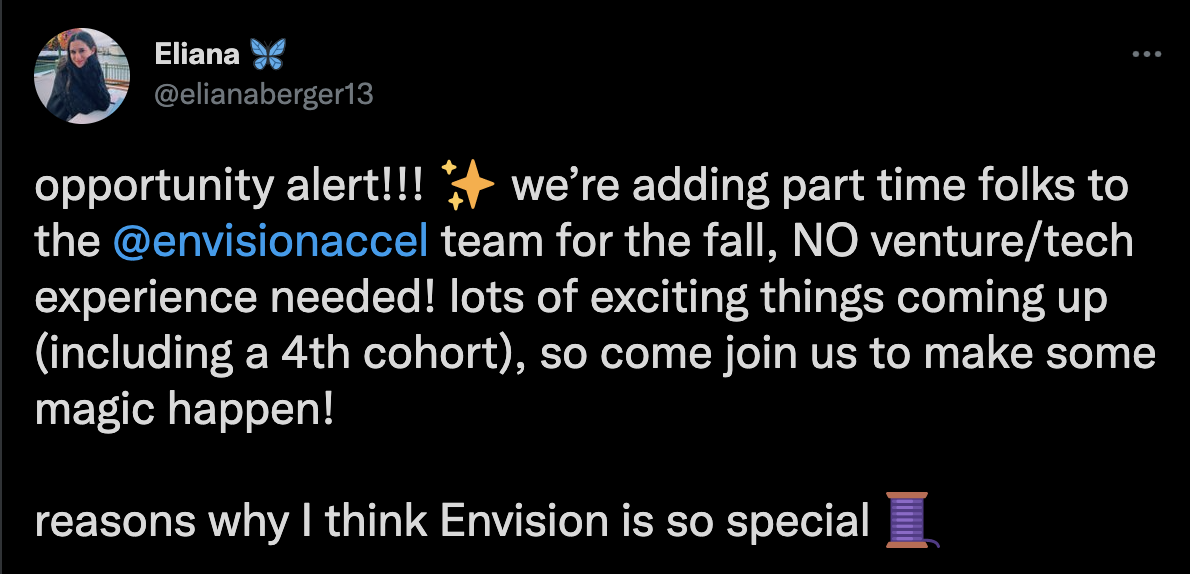 Eliana 🦋
@elianaberger13
opportunity alert!!! ✨ we’re adding part time folks to
the @envisionaccel team for the fall, NO venture/tech
experience needed! lots of exciting things coming up
(including a 4th cohort), so come join us to make some
magic happen!
reasons why I think Envision is so special 🧵